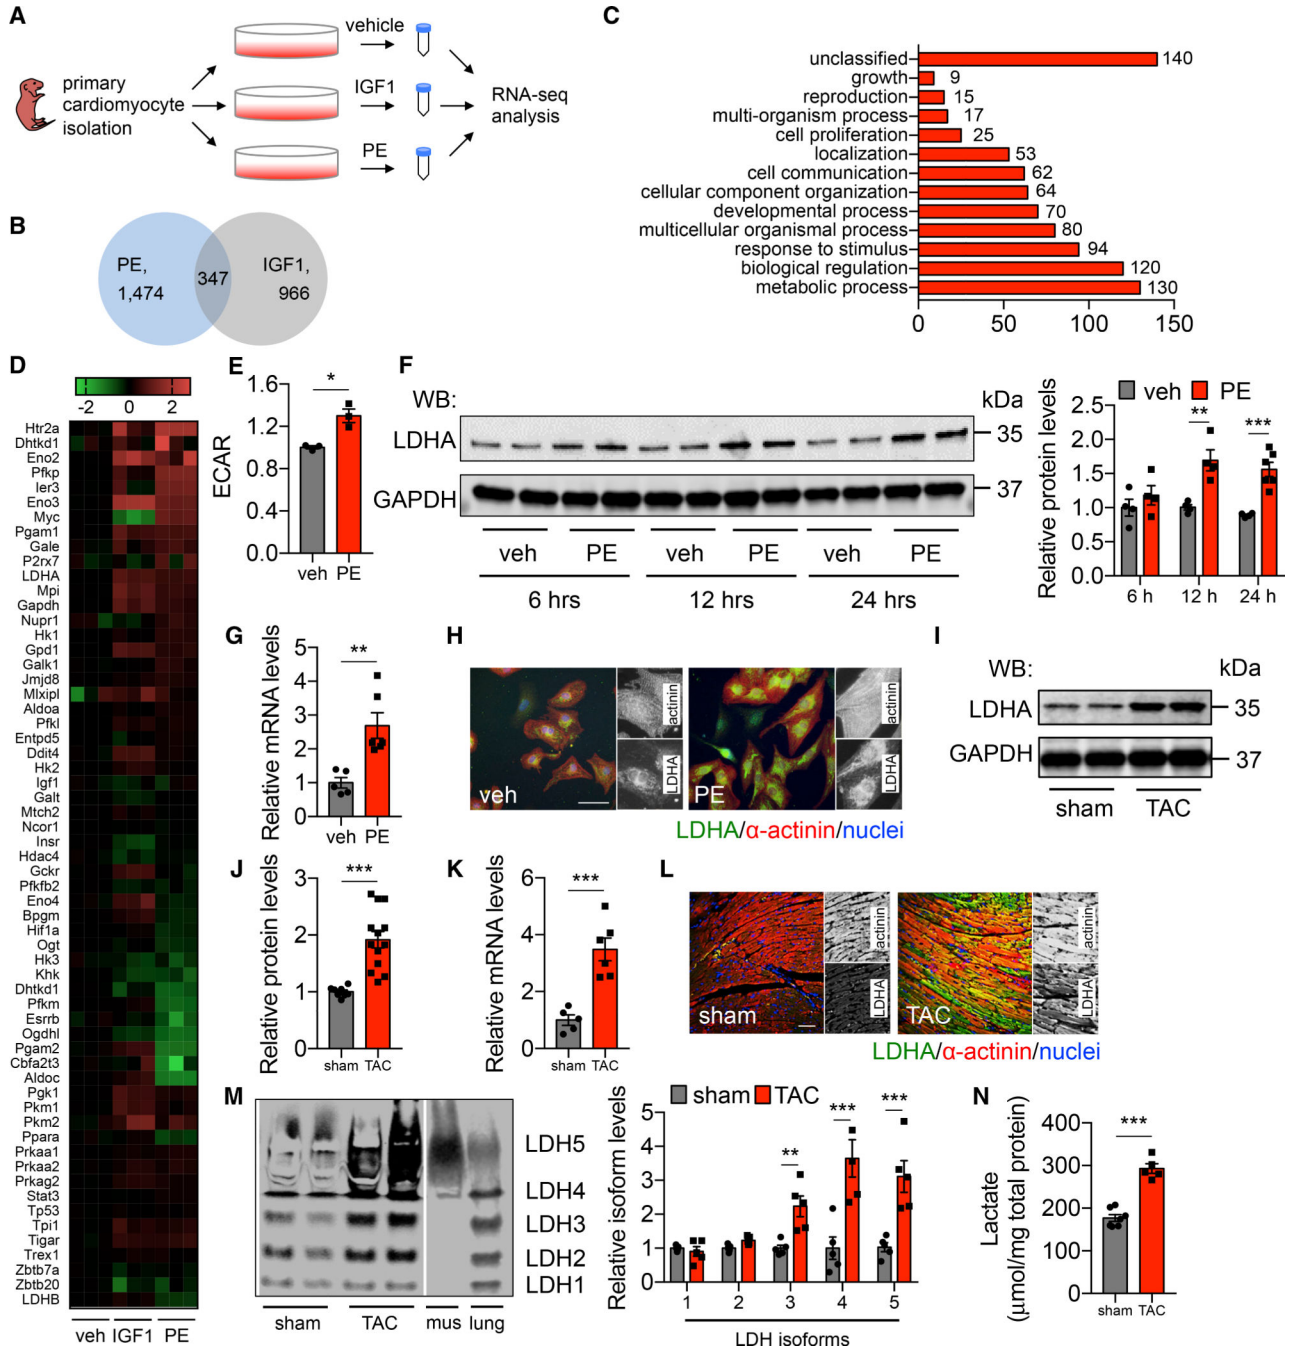 A
primary
cardiomyocyte
isolation
vehicle
IGF1
PE
RNA-seq
analysis
B
PE,
1,474
347
IGF1,
966
C
unclassified
140
growth
9
reproduction
15
multi-organism process
17
cell proliferation
25
localization
53
cell communication
62
cellular component organization
64
developmental process
70
multicellular organismal process
80
response to stimulus
94
biological regulation
120
metabolic process
130
0 50 100 150
D
-2 0 2
Htr2a
Dhtkd1
Eno2
Pfkp
Ier3
Eno3
Myc
Pgam1
Gale
P2rx7
LDHA
Mpi
Gapdh
Nupr1
Hk1
Gpd1
Galk1
Jmjd8
Mlxipl
Aldoa
Pfkl
Entpd5
Ddit4
Hk2
Igf1
Galt
Mtch2
Ncor1
Insr
Hdac4
Gckr
Pfkfb2
Eno4
Bpgm
Hif1a
Ogt
Hk3
Khk
Dhtkd1
Pfkm
Esrrb
Ogdhl
Pgam2
Cbfa2t3
Aldoc
Pgk1
Pkm1
Pkm2
Ppara
Prkaa1
Prkaa2
Prkag2
Stat3
Tp53
Tpi1
Tigar
Trex1
Zbtb7a
Zbtb20
LDHB
veh IGF1 PE
E
ECAR
1.6
1.2
0.8
0.4
0.0
*
veh PE
F
WB:
kDa
LDHA
35
GAPDH
37
veh PE veh PE veh PE
6 hrs 12 hrs 24 hrs
veh PE
Relative protein levels
2.5
2.0
1.5
1.0
0.5
0.0
** ***
6 h 12 h 24 h
G
Relative mRNA levels
5
4
3
2
1
0
**
veh PE
H
veh
actinin
LDHA
PE
actinin
LDHA
LDHA/α-actinin/nuclei
I
WB:
kDa
LDHA
35
GAPDH
37
sham TAC
J
Relative protein levels
3
2
1
0
***
sham TAC
K
Relative mRNA levels
6
4
2
0
***
sham TAC
L
sham
actinin
LDHA
TAC
actinin
LDHA
LDHA/α-actinin/nuclei
M
LDH5
LDH4
LDH3
LDH2
LDH1
sham TAC mus lung
sham TAC
Relative isoform levels
5
4
3
2
1
0
** *** ***
1 2 3 4 5
LDH isoforms
N
Lactate
(μmol/mg total protein)
400
300
200
100
0
***
sham TAC